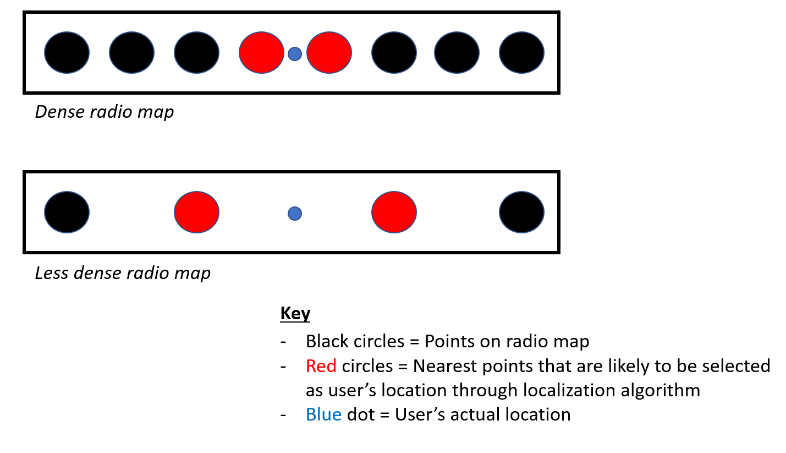 Dense radio map
Less dense radio map
Key
- Black circles = Points on radio map
- Red circles = Nearest points that are likely to be selected
as user’s location through localization algorithm
- Blue dot = User’s actual location